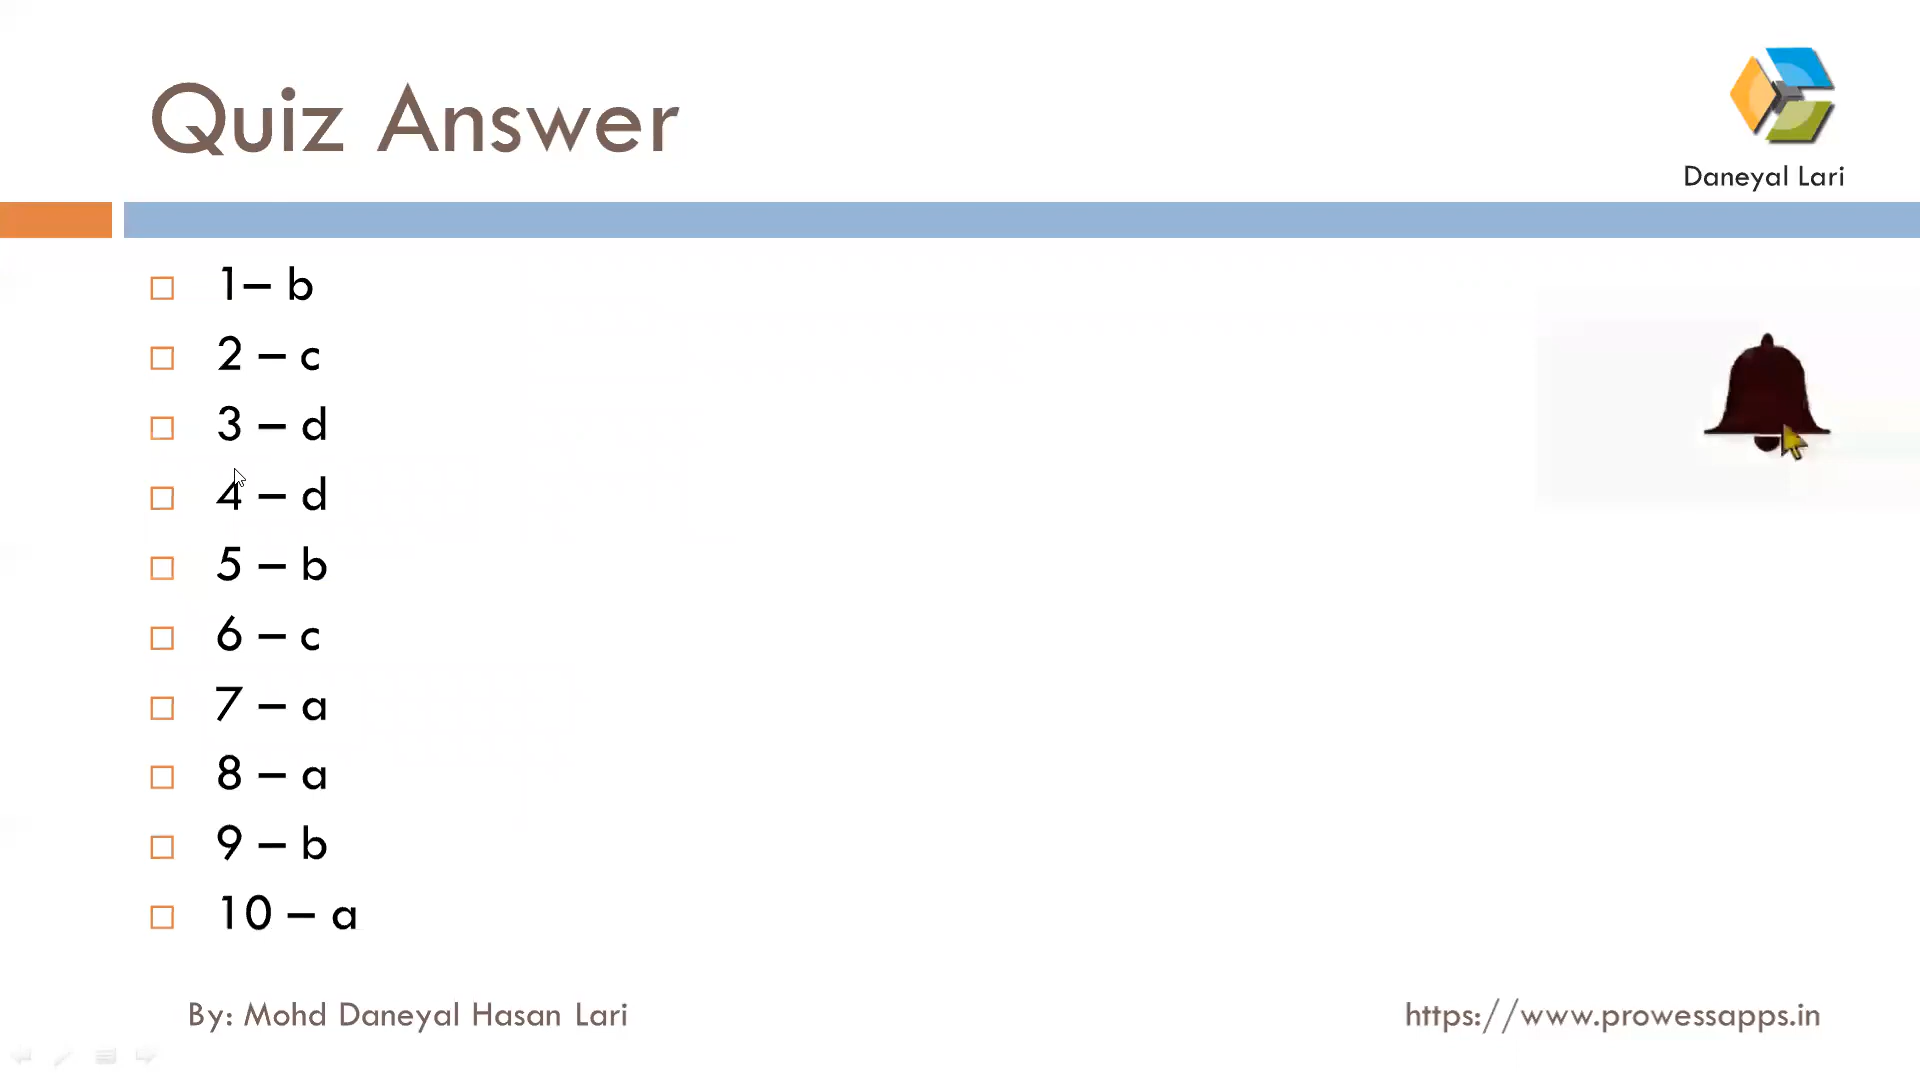 Quiz Answer
Daneyal Lari
1– b
2 – c
3 – d
4 – d
5 – b
6 – c
7 – a
8 – a
9 – b
10 – a
By: Mohd Daneyal Hasan Lari
https://www.prowessapps.in